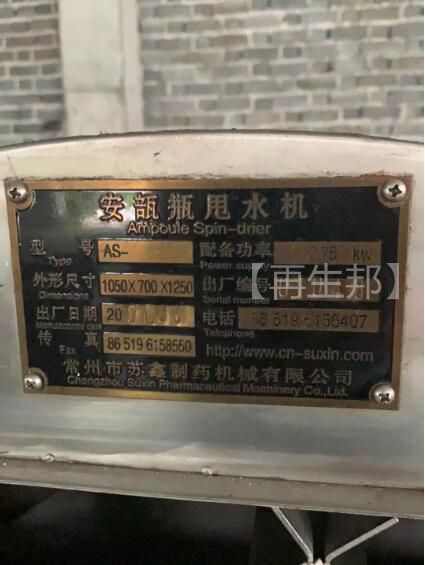 安瓿瓶甩水机
Ampoule Spin-drier
型号 AS- 配备功率 kw
Type Power
外形尺寸 1050X700X1250 出厂编号
Dimensions Serial number
出厂日期 20 电话 86 519 6156407
Manufactured date Telephone
传真 86 519 6158550 http://www.cn-suxin.com
Fax
常州市苏鑫制药机械有限公司
Changzhou Suxin Pharmaceutical Machinery Co.,Ltd.
【再生邦】